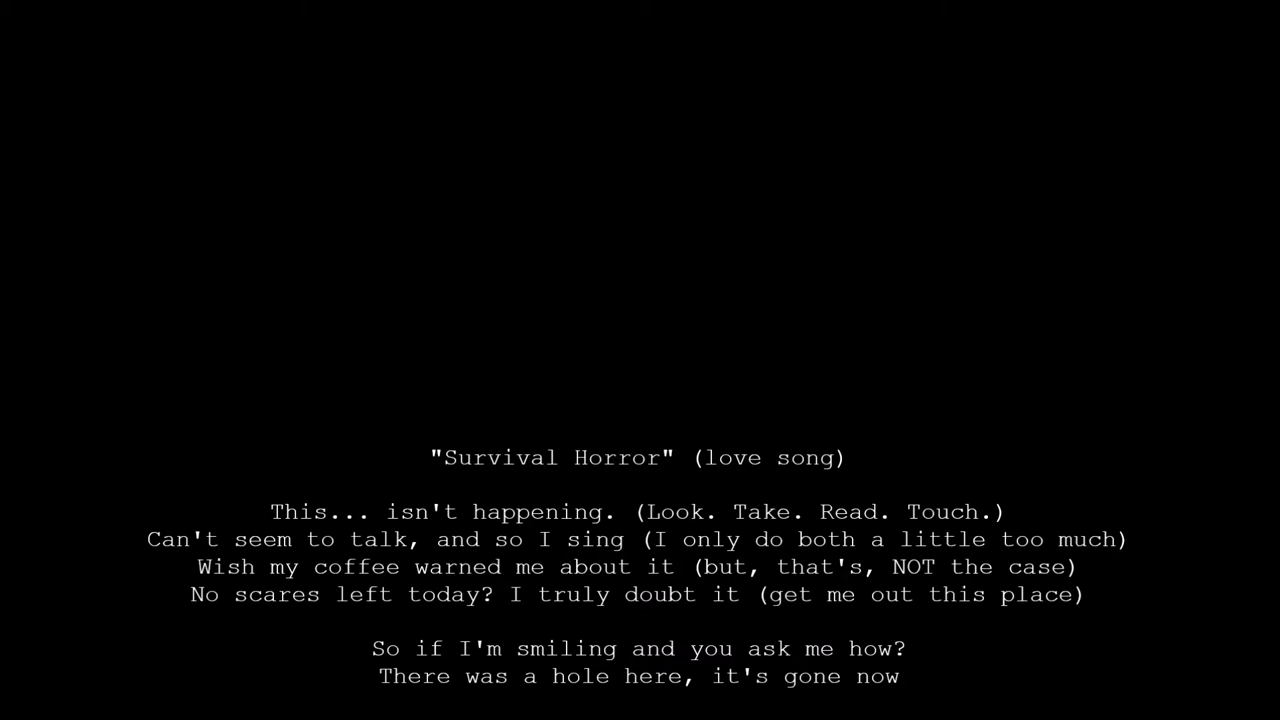 "Survival Horror" (love song)
This... isn't happening. (Look. Take. Read. Touch.)
Can't seem to talk, and so I sing (I only do both a little too much)
Wish my coffee warned me about it (but, that's, NOT the case)
No scares left today? I truly doubt it (get me out this place)
So if I'm smiling and you ask me how?
There was a hole here, it's gone now